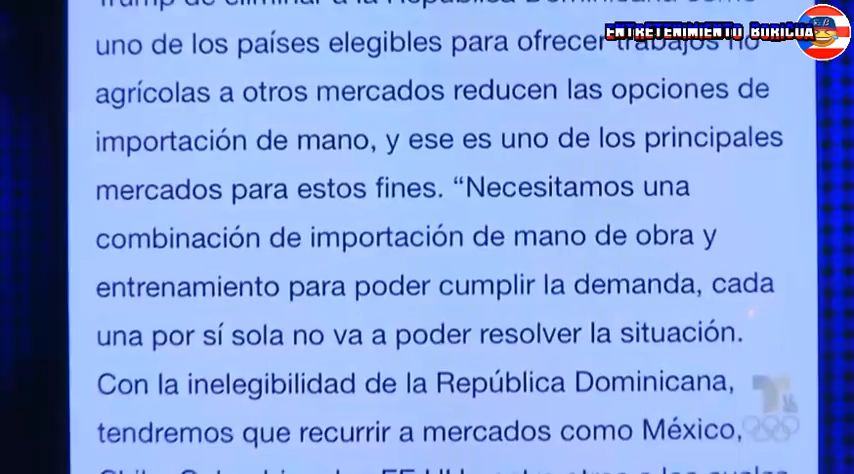 uno de los países elegibles para ofrecer trabajos no
ENTRETENIMIENTO BORICUA
agrícolas a otros mercados reducen las opciones de
importación de mano, y ese es uno de los principales
mercados para estos fines. “Necesitamos una
combinación de importación de mano de obra y
entrenamiento para poder cumplir la demanda, cada
una por sí sola no va a poder resolver la situación.
Con la inelegibilidad de la República Dominicana,
tendremos que recurrir a mercados como México,